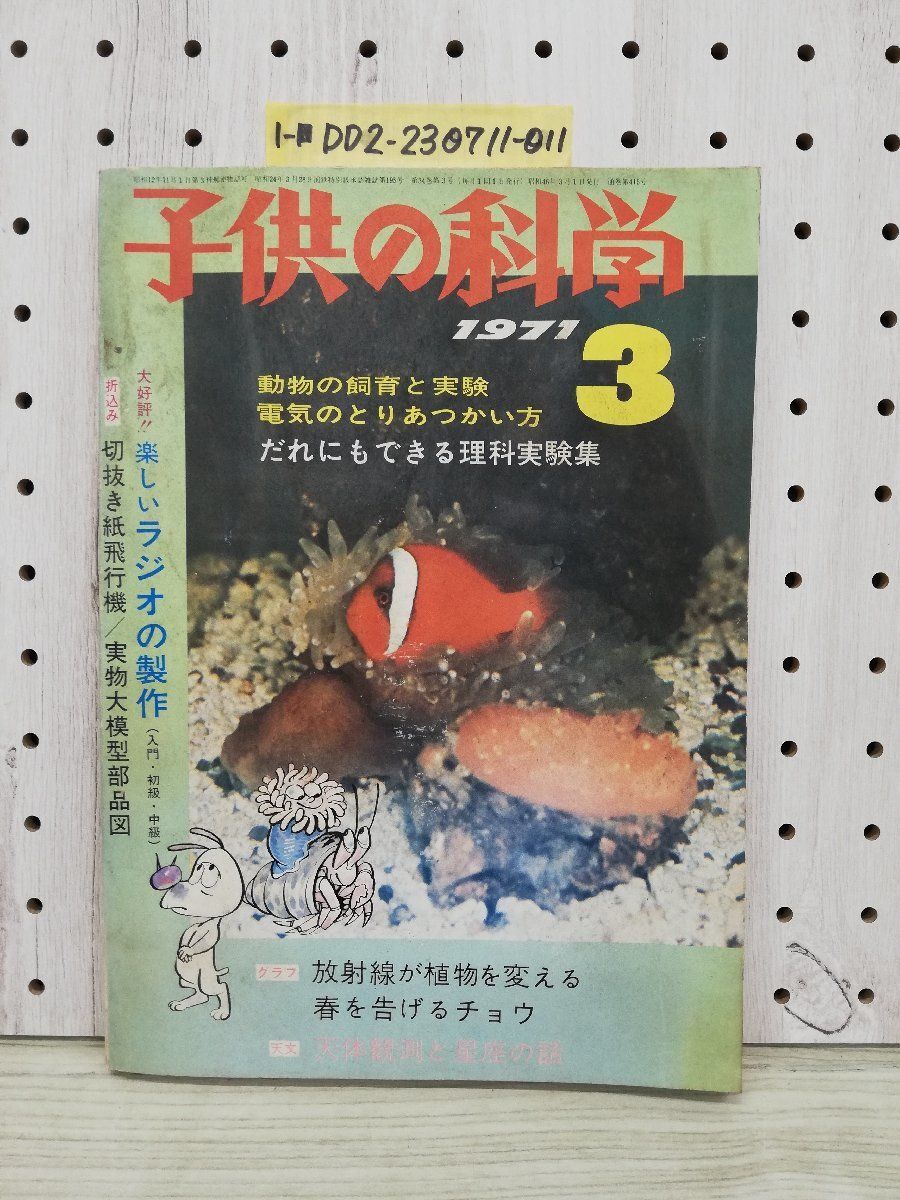 1-■ DD2-230711-011
子供の科学
1971
3
動物の飼育と実験
電気のとりあつかい方
だれにもできる理科実験集
大好評!! 楽しいラジオの製作(入門・初級・中級)
折込み 切抜き紙飛行機/実物大模型部品図
グラフ 放射線が植物を変える
春を告げるチョウ
天文 天体観測と星座の話